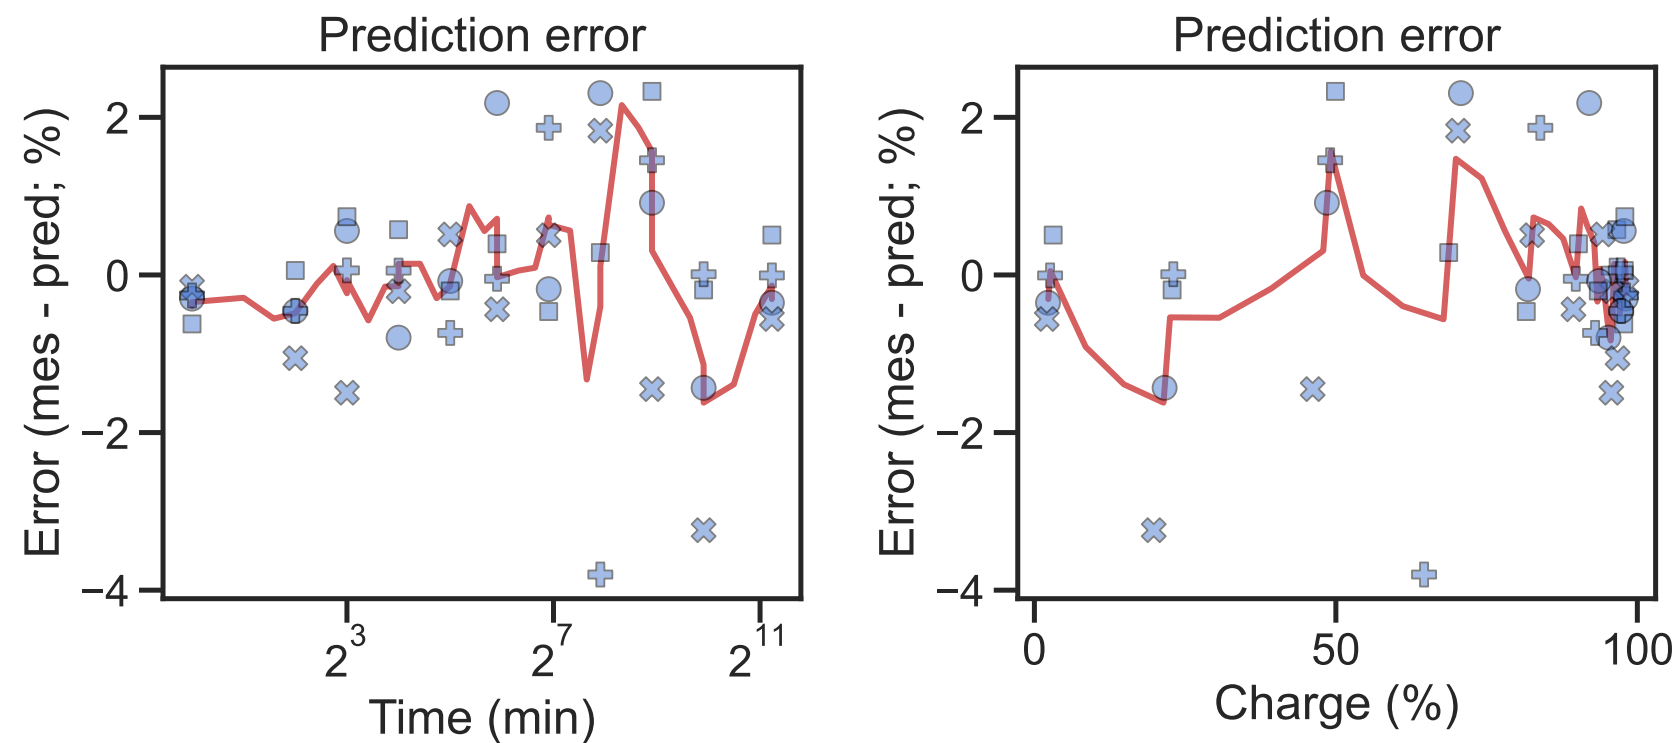 Prediction error
Error (mes - pred; %)
2
0
−2
−4
2^3
2^7
2^11
Time (min)
Prediction error
Error (mes - pred; %)
2
0
−2
−4
0
50
100
Charge (%)